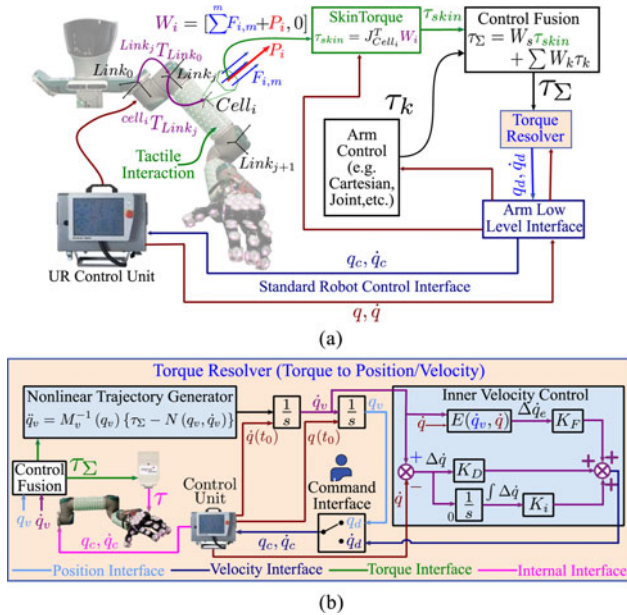 W_i = [∑^m F_{i,m}+P_i, 0]
SkinTorque
τ_skin = J^T_{Cell_i} W_i
τ_skin
Control Fusion
τ_Σ = W_s τ_skin
+ ∑ W_k τ_k
Link_j T_{Link_0}
Link_0
Link_j
P_i
F_{i,m}
Cell_i
cell_i T_{Link_j}
Link_{j+1}
Tactile
Interaction
τ_k
τ_Σ
Torque
Resolver
Arm
Control
(e.g.
Cartesian,
Joint,etc.)
q_d, q̇_d
Arm Low
Level Interface
UR Control Unit
q_c, q̇_c
Standard Robot Control Interface
q, q̇
(a)
Torque Resolver (Torque to Position/Velocity)
Nonlinear Trajectory Generator
q̈_v = M_v^{-1} (q_v) {τ_Σ − N (q_v, q̇_v)}
1/s
q̇_v
1/s
q_v
Inner Velocity Control
q̇
E(q̇_v, q̇)
Δq̇_e
K_F
q̇(t_0)
q(t_0)
Control
Fusion
τ_Σ
τ
q_v
q̇_v
Control
Unit
Command
Interface
q_d
q̇_d
q_c, q̇_c
q_c, q̇_c
q̇
+
−
Δq̇
K_D
0
1/s
∫ Δq̇
K_i
+
+
+
Position Interface
Velocity Interface
Torque Interface
Internal Interface
(b)